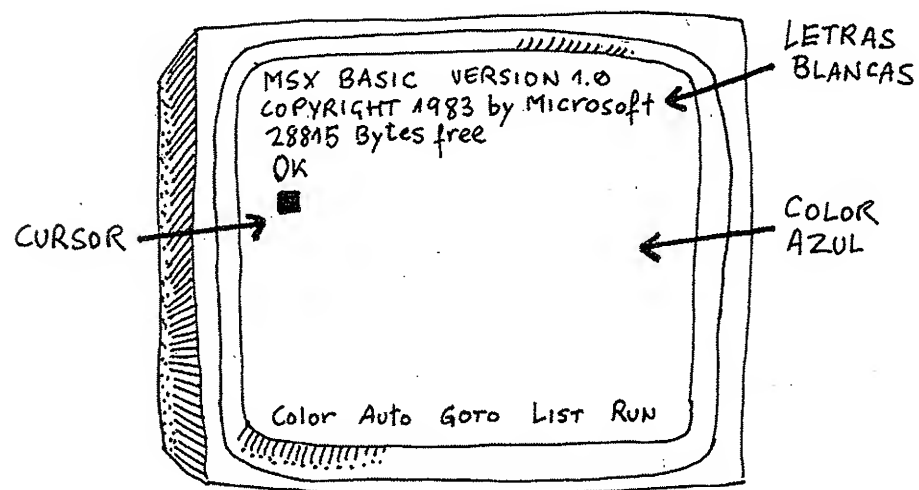 MSX BASIC VERSION 1.0
COPYRIGHT 1983 by Microsoft
28815 Bytes free
OK
Color Auto GOTO LIST RUN
LETRAS
BLANCAS
CURSOR
COLOR
AZUL